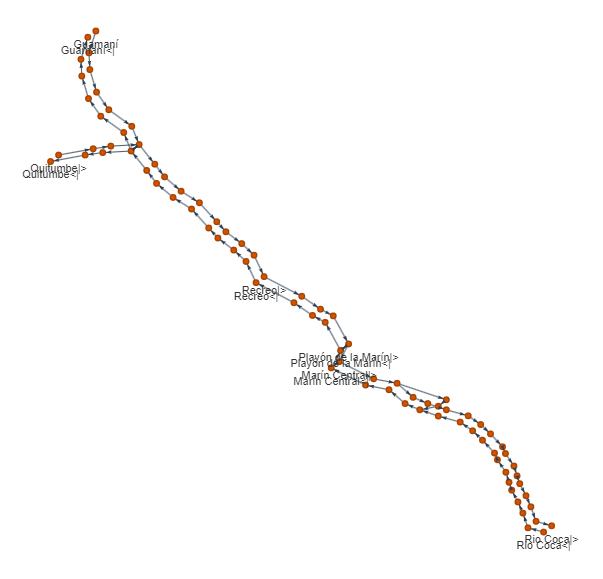 Guamaní
Guamaní<|
Quitumbe|>
Quitumbe<|
Recreo|>
Recreo<|
Playón de la Marín|>
Playón de la Marín<|
Marín Central|>
Marín Central<|
Río Coca|>
Río Coca<|